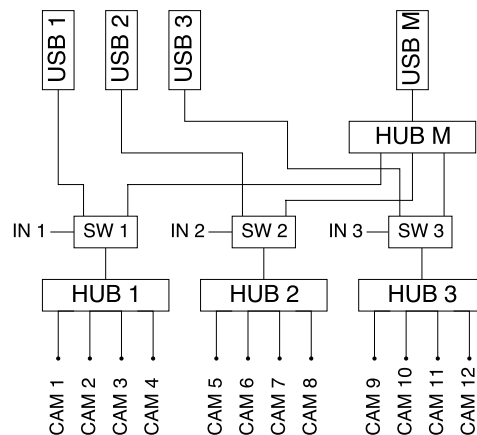 USB 1
USB 2
USB 3
USB M
HUB M
IN 1
SW 1
IN 2
SW 2
IN 3
SW 3
HUB 1
HUB 2
HUB 3
CAM 1
CAM 2
CAM 3
CAM 4
CAM 5
CAM 6
CAM 7
CAM 8
CAM 9
CAM 10
CAM 11
CAM 12